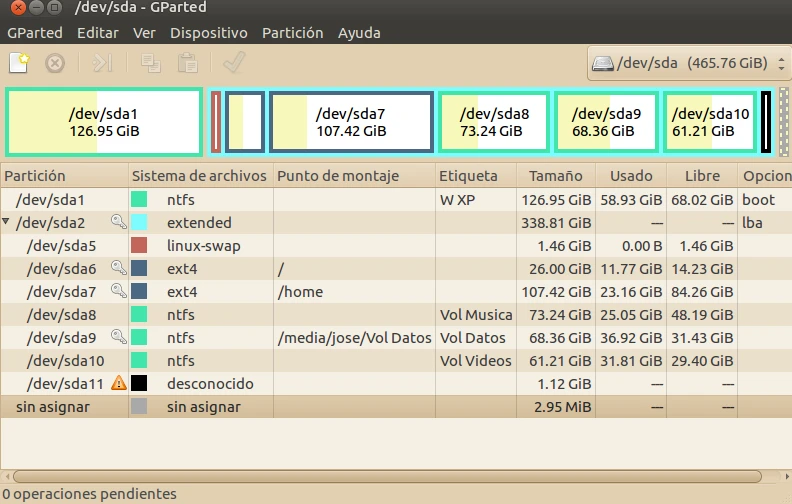 /dev/sda - GParted
GParted Editar Ver Dispositivo Partición Ayuda
/dev/sda (465.76 GiB)
/dev/sda1
126.95 GiB
/dev/sda7
107.42 GiB
/dev/sda8
73.24 GiB
/dev/sda9
68.36 GiB
/dev/sda10
61.21 GiB
Partición Sistema de archivos Punto de montaje Etiqueta Tamaño Usado Libre Opcion
/dev/sda1 ntfs W XP 126.95 GiB 58.93 GiB 68.02 GiB boot
/dev/sda2 extended 338.81 GiB --- --- lba
/dev/sda5 linux-swap 1.46 GiB 0.00 B 1.46 GiB
/dev/sda6 ext4 / 26.00 GiB 11.77 GiB 14.23 GiB
/dev/sda7 ext4 /home 107.42 GiB 23.16 GiB 84.26 GiB
/dev/sda8 ntfs Vol Musica 73.24 GiB 25.05 GiB 48.19 GiB
/dev/sda9 ntfs /media/jose/Vol Datos Vol Datos 68.36 GiB 36.92 GiB 31.43 GiB
/dev/sda10 ntfs Vol Videos 61.21 GiB 31.81 GiB 29.40 GiB
/dev/sda11 desconocido 1.12 GiB --- ---
sin asignar sin asignar 2.95 MiB --- ---
0 operaciones pendientes